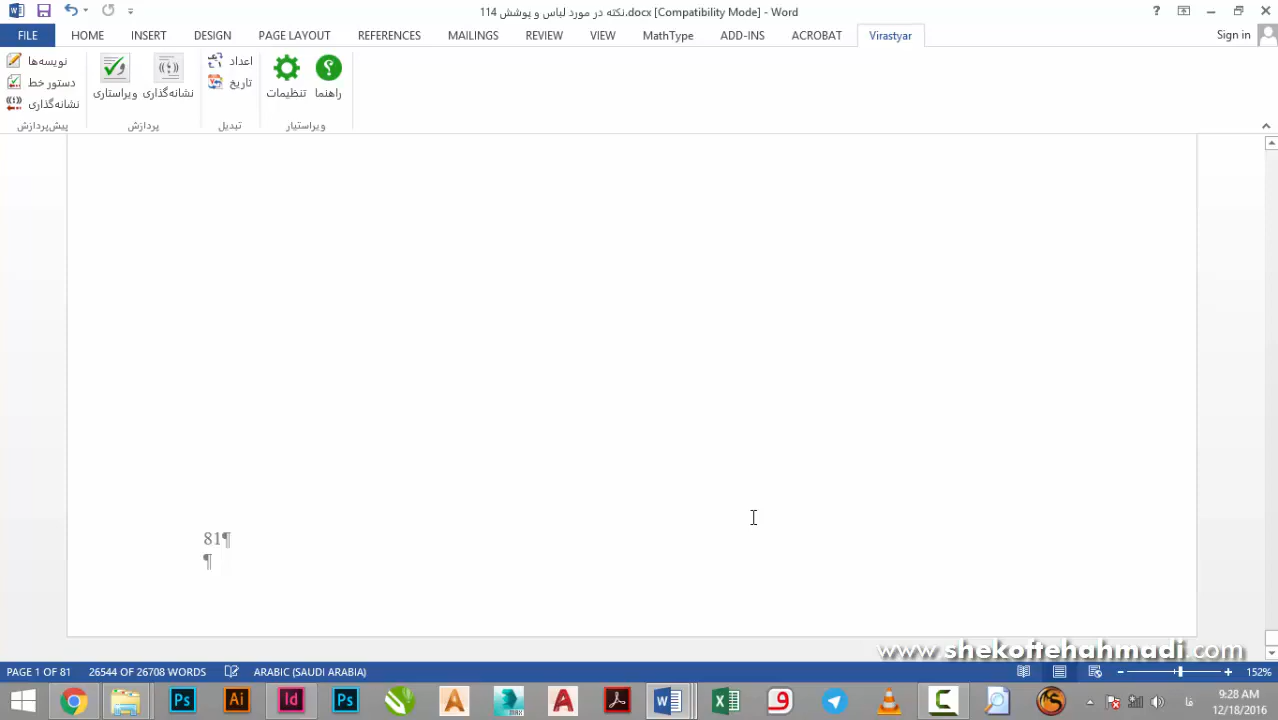 114 نکته در مورد لباس و پوشش.docx [Compatibility Mode] - Word
FILE
HOME
INSERT
DESIGN
PAGE LAYOUT
REFERENCES
MAILINGS
REVIEW
VIEW
MathType
ADD-INS
ACROBAT
Virastyar
Sign in
نویسه‌ها
دستور خط
نشانه‌گذاری
پیش‌پردازش
ویراستاری
نشانه‌گذاری
پردازش
اعداد
تاریخ
تبدیل
تنظیمات
راهنما
ویراستیار
81¶
¶
www.shekoftehahmadi.com
PAGE 1 OF 81
26544 OF 26708 WORDS
ARABIC (SAUDI ARABIA)
152%
فا
9:28 AM
12/18/2016